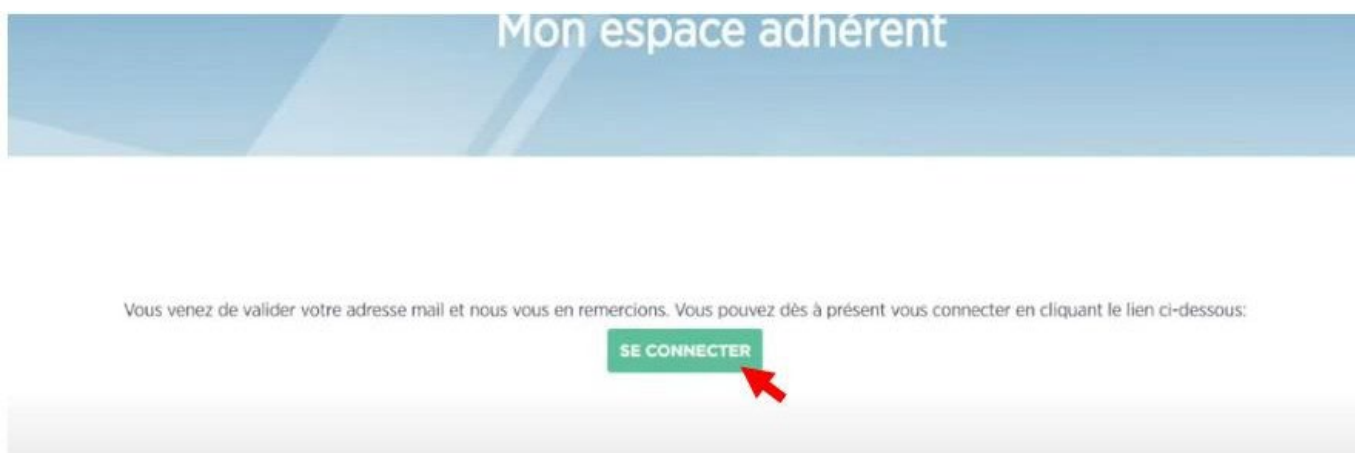 Mon espace adhérent
Vous venez de valider votre adresse mail et nous vous en remercions. Vous pouvez dès à présent vous connecter en cliquant le lien ci-dessous:
SE CONNECTER